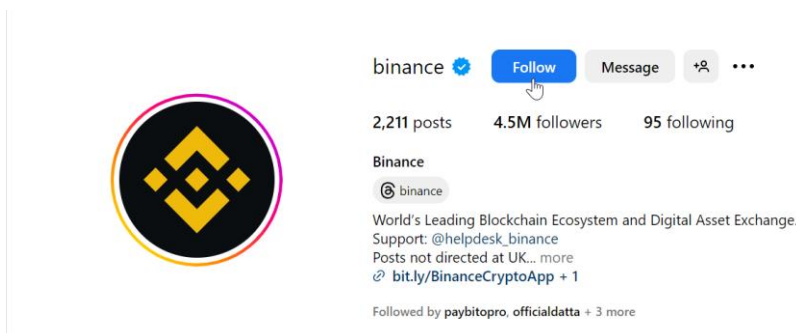 binance Follow Message
2,211 posts 4.5M followers 95 following
Binance
binance
World's Leading Blockchain Ecosystem and Digital Asset Exchange.
Support: @helpdesk_binance
Posts not directed at UK... more
bit.ly/BinanceCryptoApp + 1
Followed by paybitopro, officialdatta + 3 more